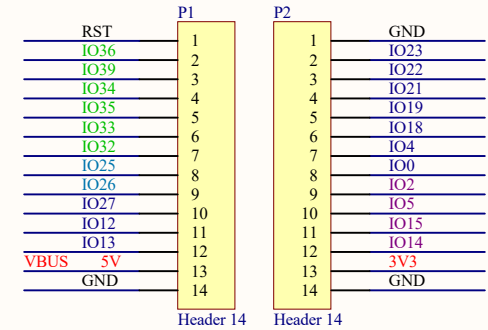 P1 P2
RST 1 1 GND
IO36 2 2 IO23
IO39 3 3 IO22
IO34 4 4 IO21
IO35 5 5 IO19
IO33 6 6 IO18
IO32 7 7 IO4
IO25 8 8 IO0
IO26 9 9 IO2
IO27 10 10 IO5
IO12 11 11 IO15
IO13 12 12 IO14
VBUS 5V 13 13 3V3
GND 14 14 GND
Header 14 Header 14